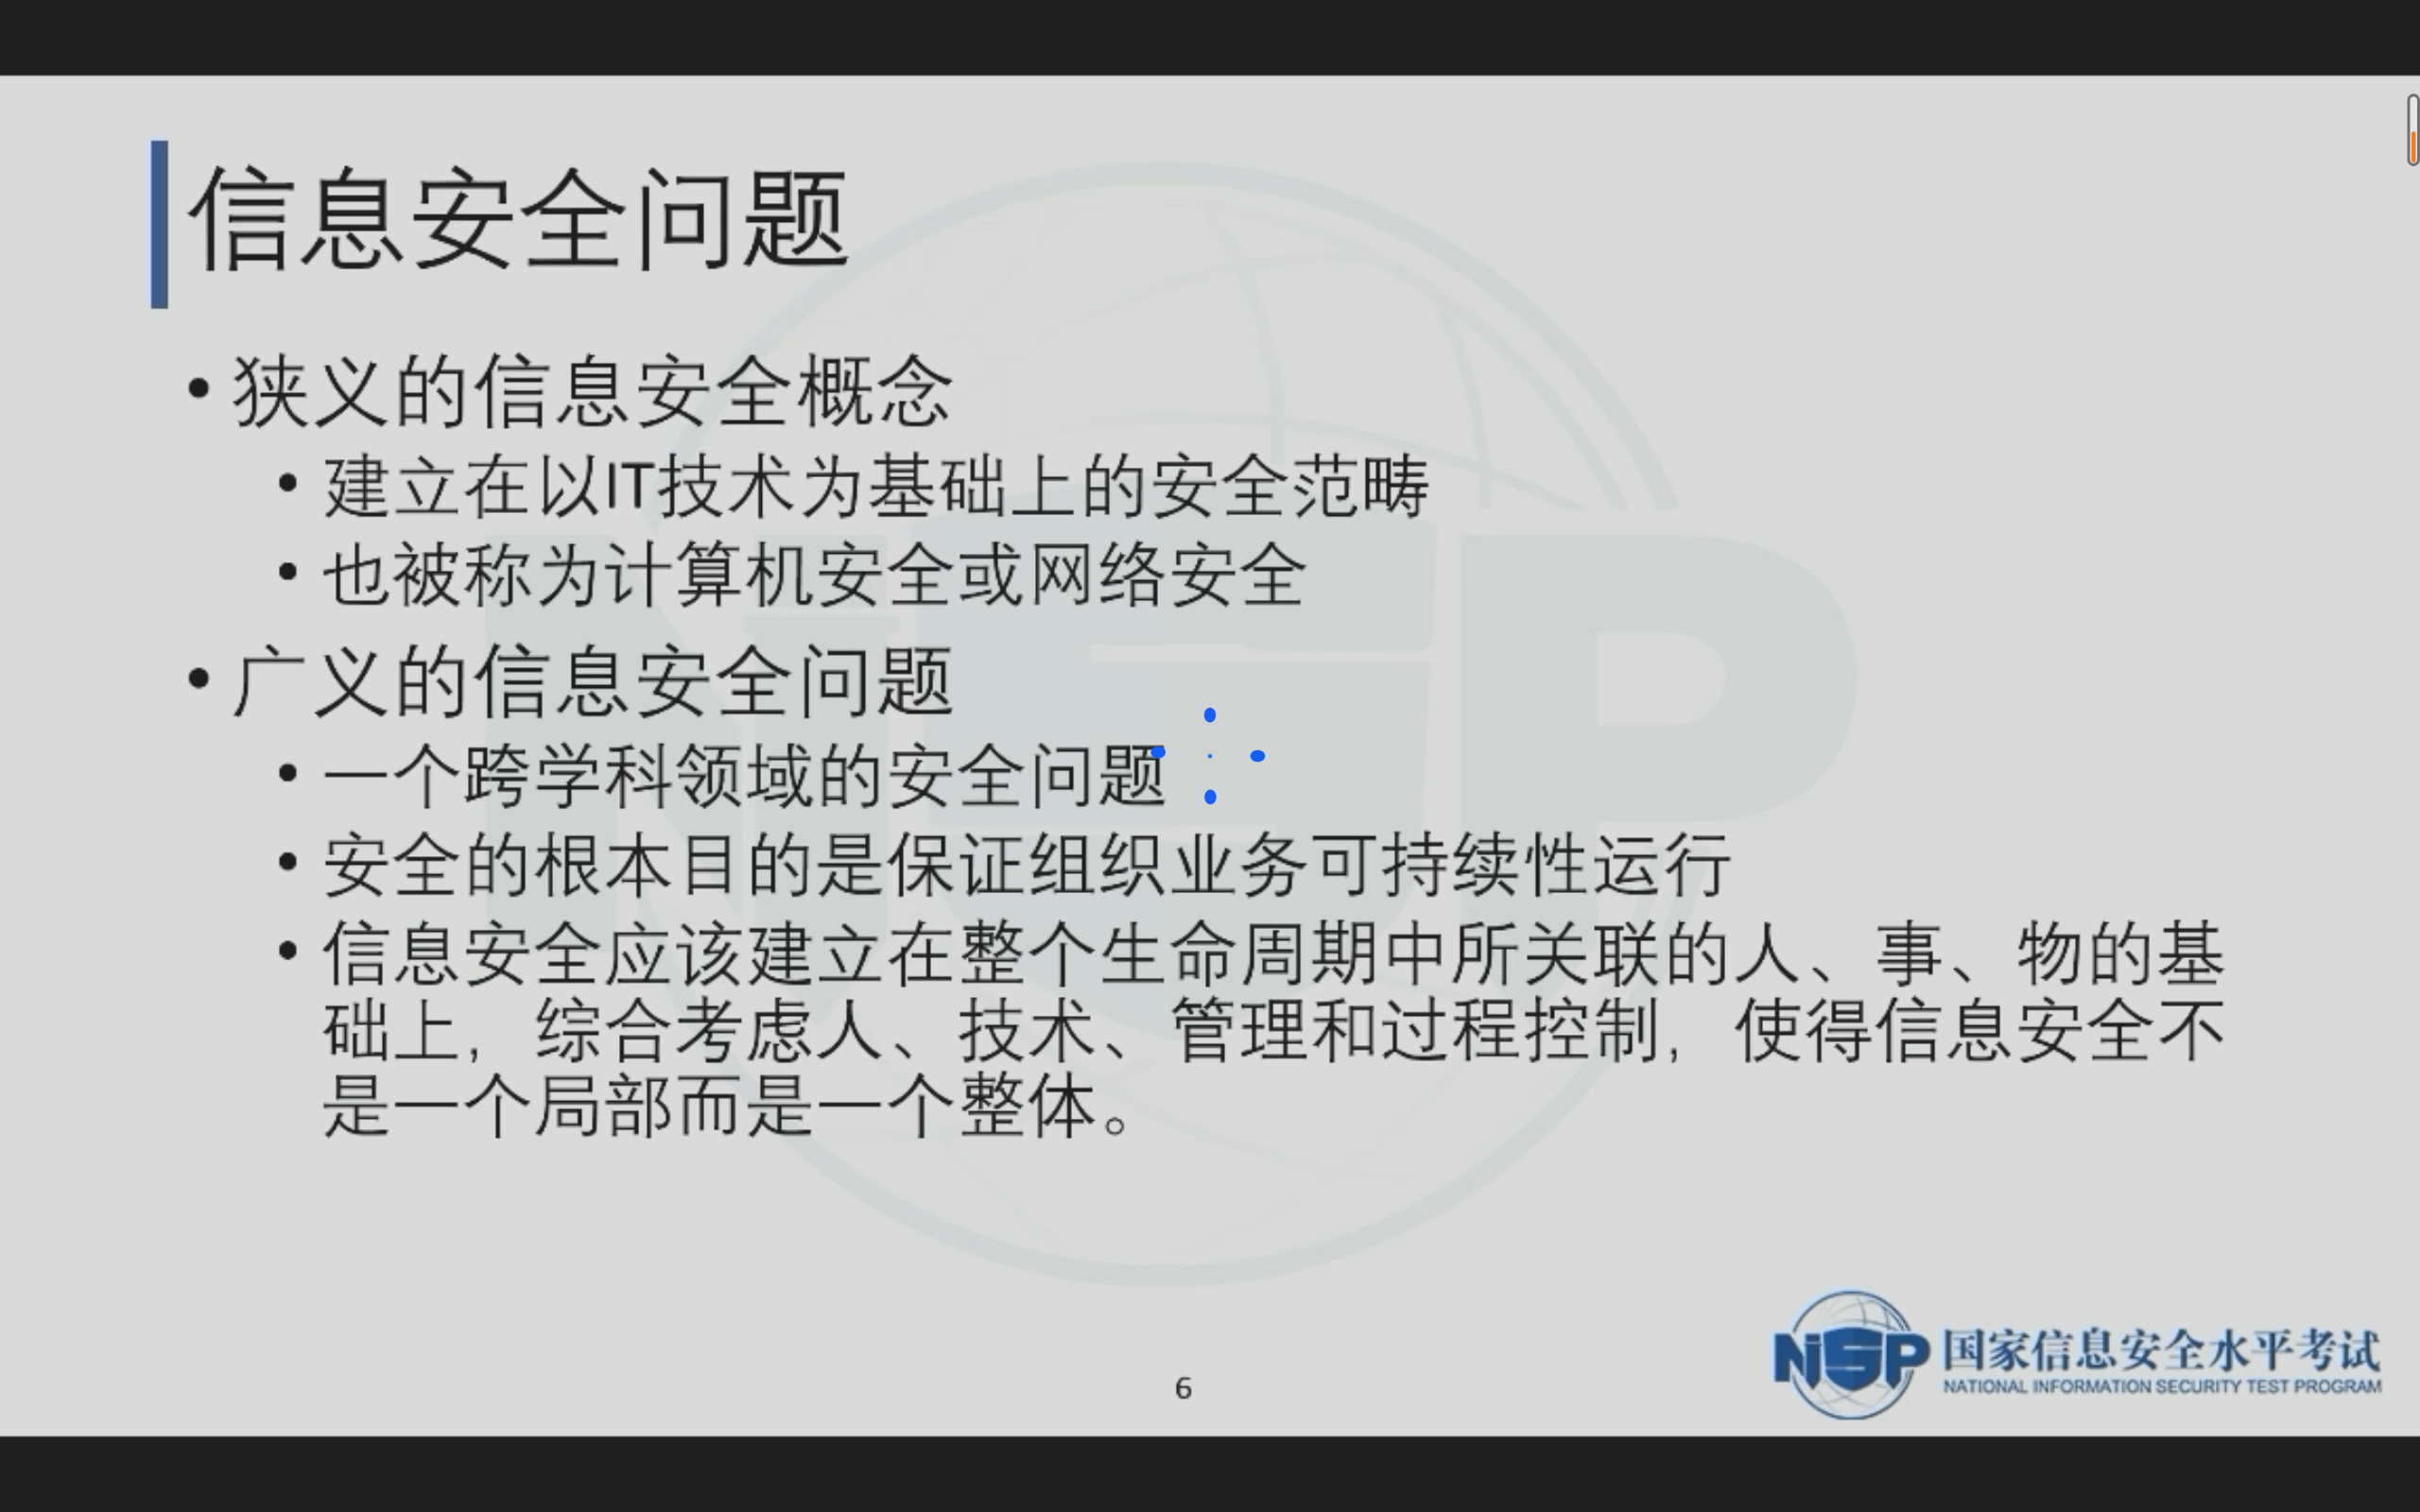 信息安全问题
• 狭义的信息安全概念
• 建立在以IT技术为基础上的安全范畴
• 也被称为计算机安全或网络安全
• 广义的信息安全问题
• 一个跨学科领域的安全问题
• 安全的根本目的是保证组织业务可持续性运行
• 信息安全应该建立在整个生命周期中所关联的人、事、物的基
础上，综合考虑人、技术、管理和过程控制，使得信息安全不
是一个局部而是一个整体。
6
NISP 国家信息安全水平考试
NATIONAL INFORMATION SECURITY TEST PROGRAM